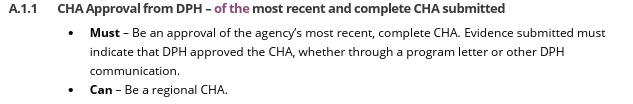 A.1.1 CHA Approval from DPH – of the most recent and complete CHA submitted
• Must – Be an approval of the agency's most recent, complete CHA. Evidence submitted must
indicate that DPH approved the CHA, whether through a program letter or other DPH
communication.
• Can – Be a regional CHA.